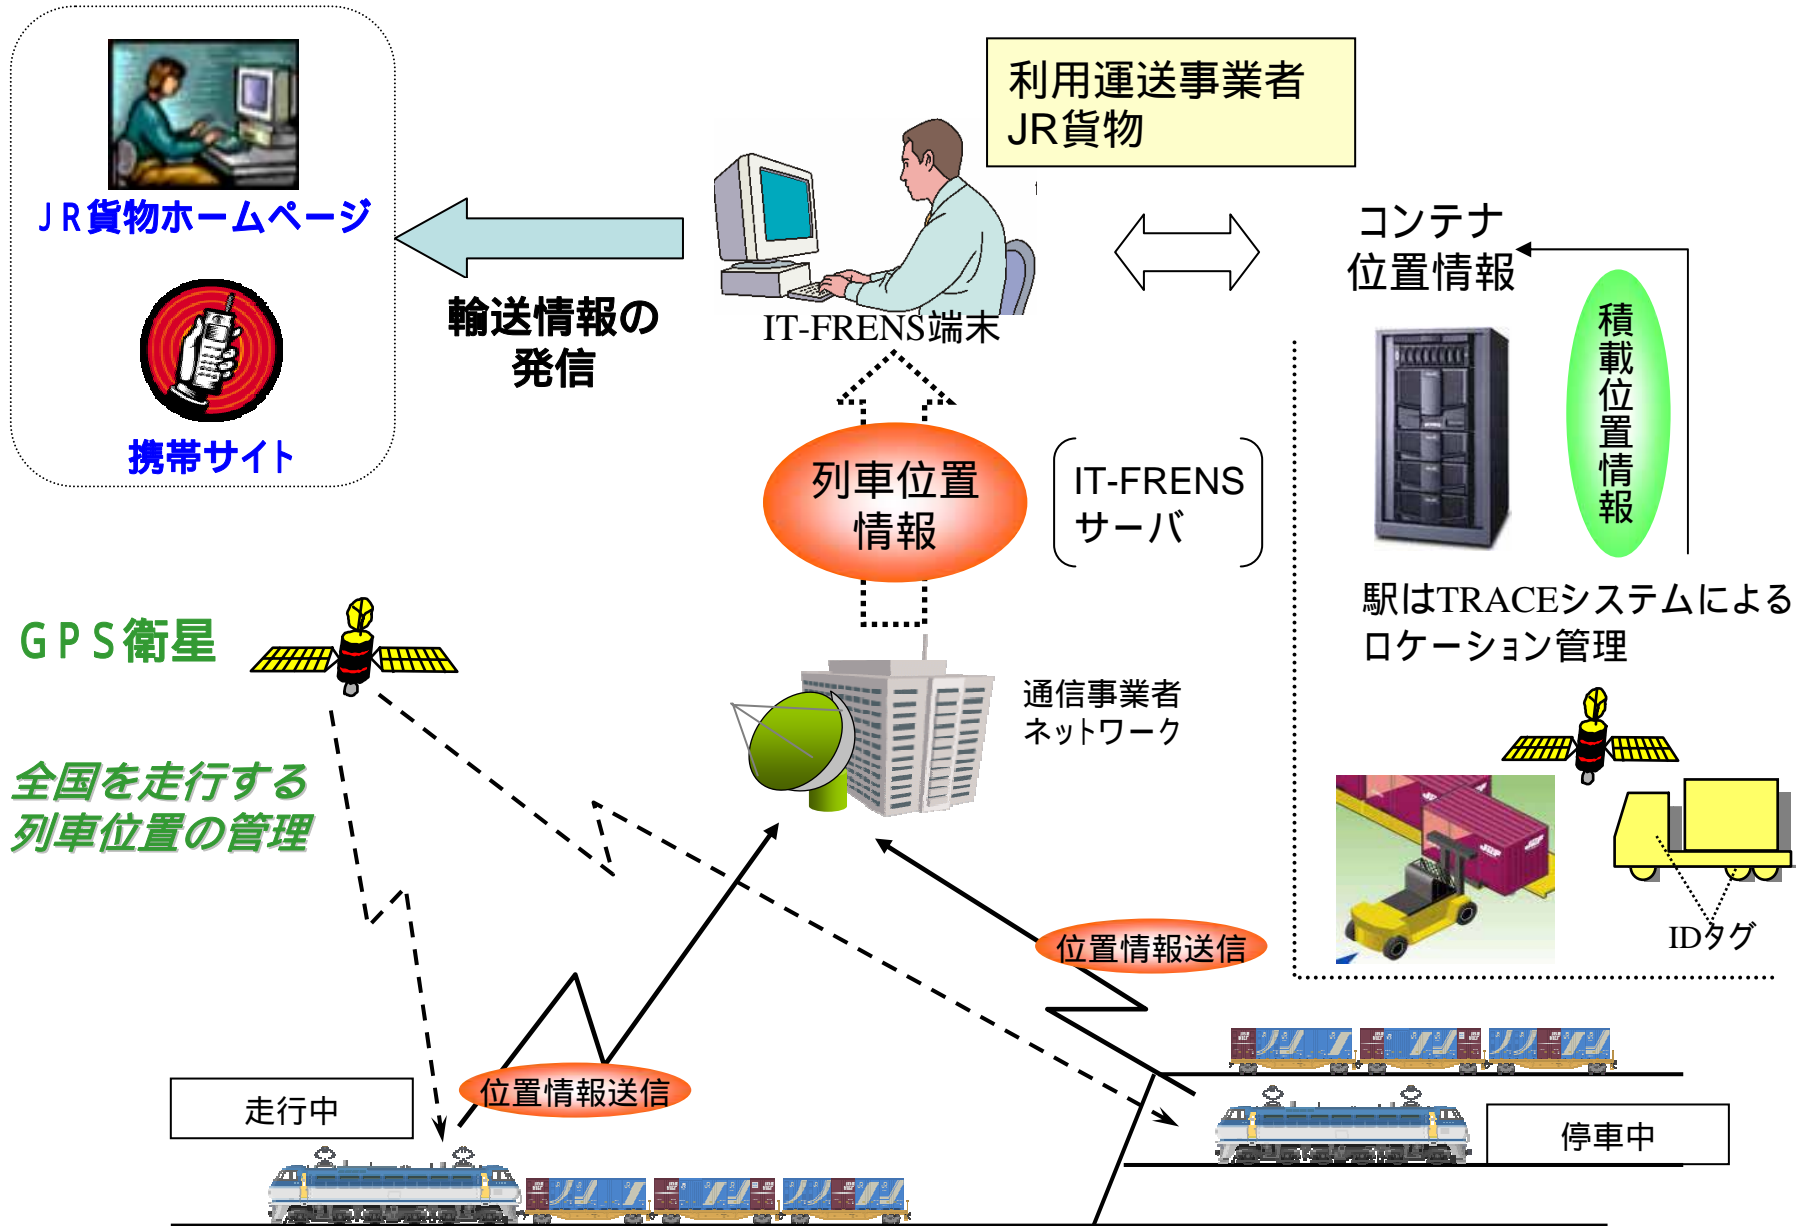 利用運送事業者
JR貨物
JR貨物ホームページ
携帯サイト
輸送情報の
発信
IT-FRENS端末
コンテナ
位置情報
積載位置情報
列車位置
情報
IT-FRENS
サーバ
駅はTRACEシステムによる
ロケーション管理
GPS衛星
通信事業者
ネットワーク
全国を走行する
列車位置の管理
IDタグ
位置情報送信
位置情報送信
走行中
停車中